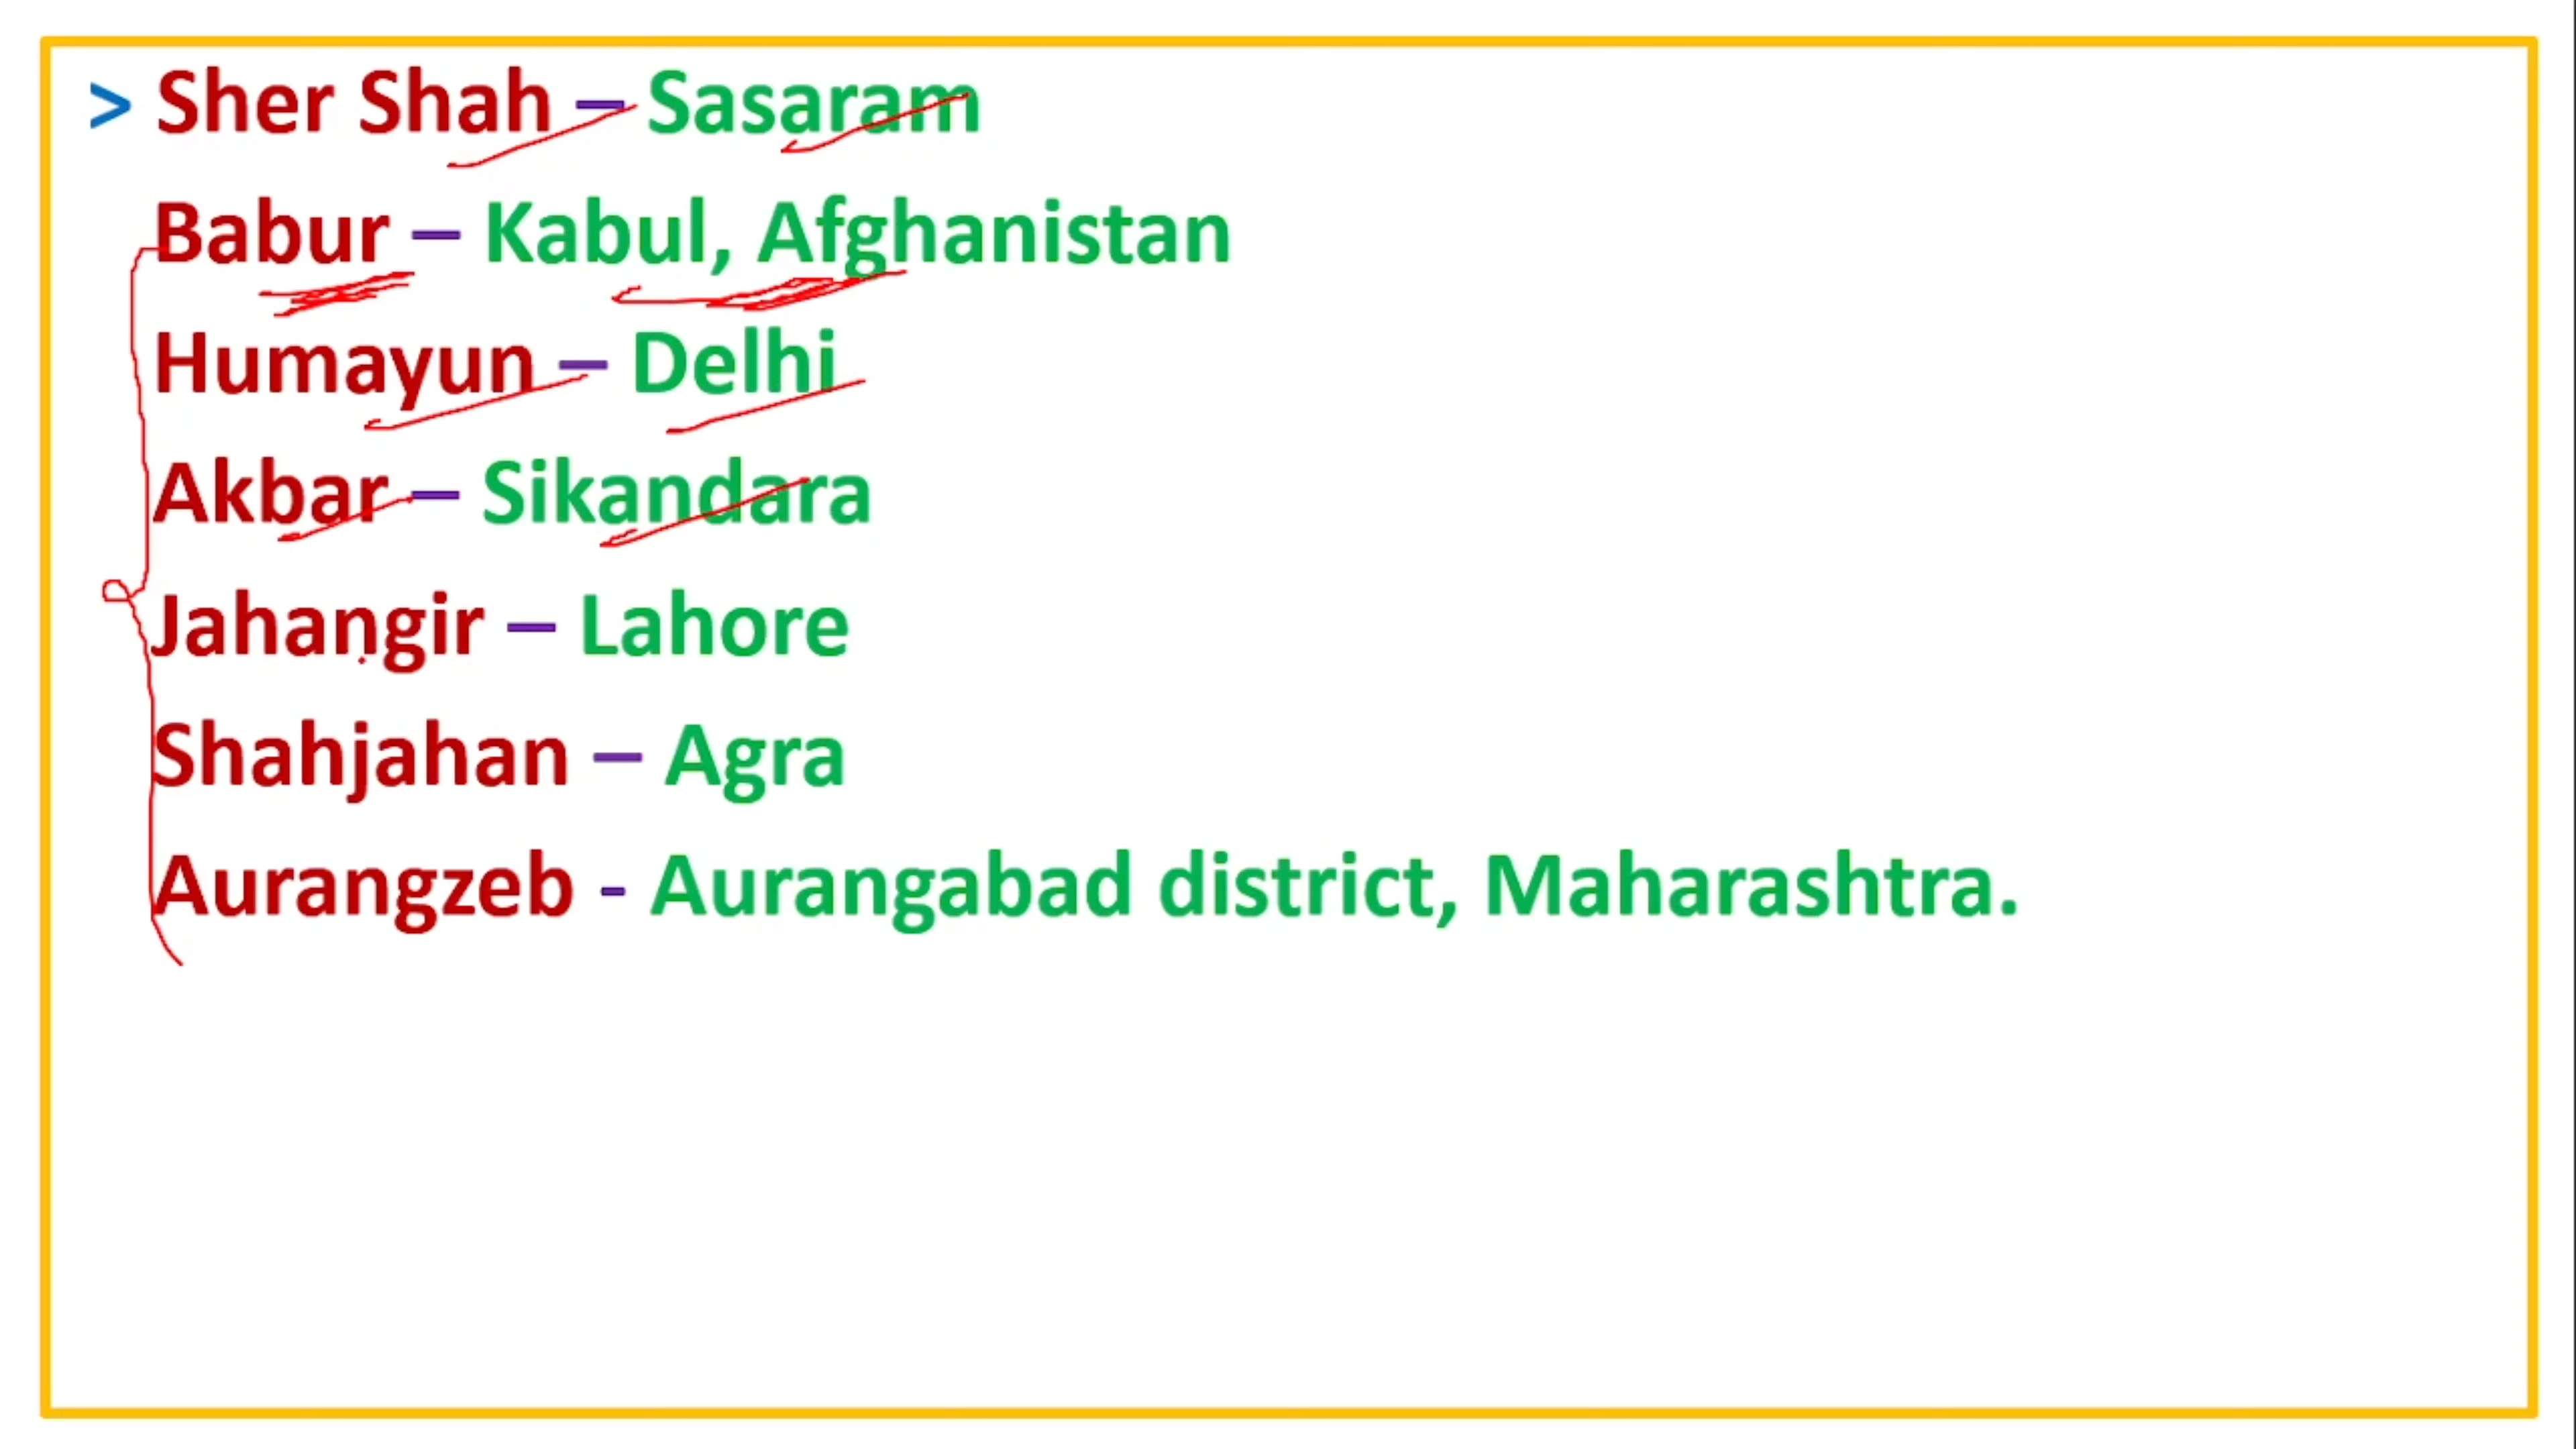 > Sher Shah – Sasaram
Babur – Kabul, Afghanistan
Humayun – Delhi
Akbar – Sikandara
Jahangir – Lahore
Shahjahan – Agra
Aurangzeb - Aurangabad district, Maharashtra.